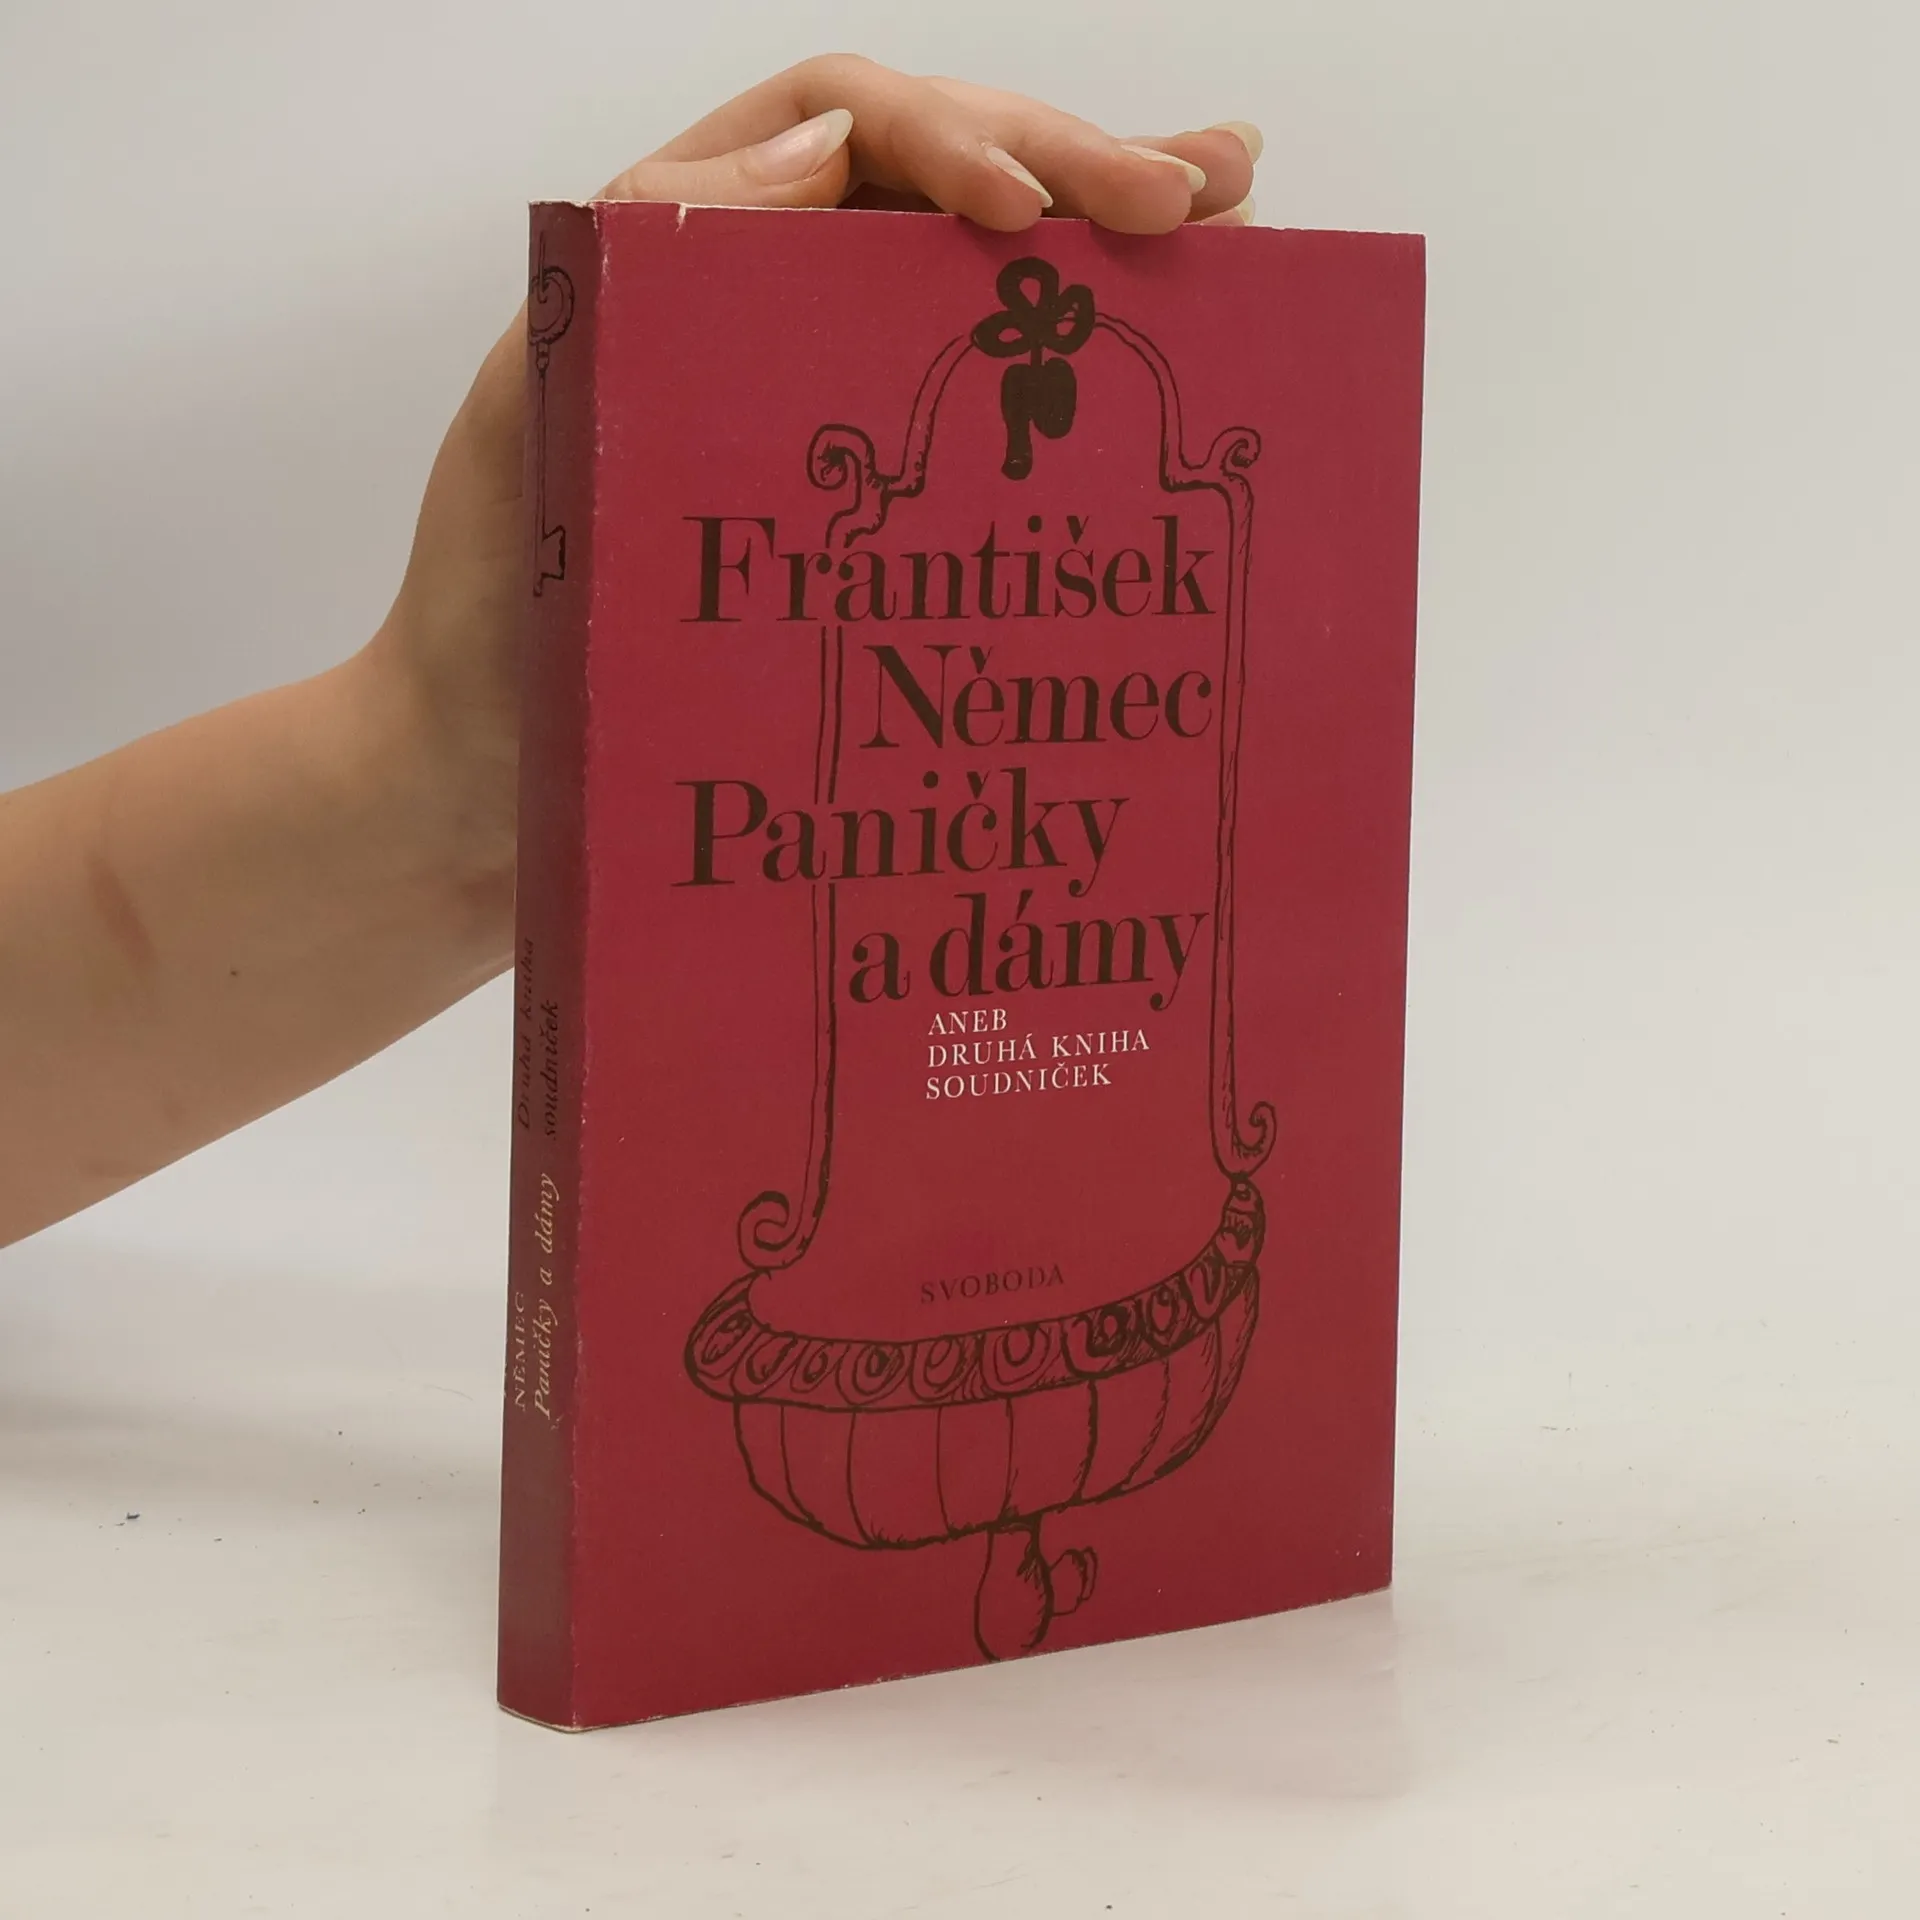 František
Němec
Paničky
a dámy
ANEB
DRUHÁ KNIHA
SOUDNIČEK
SVOBODA
NĚMEC
Paničky a dámy
Druhá kniha
soudniček